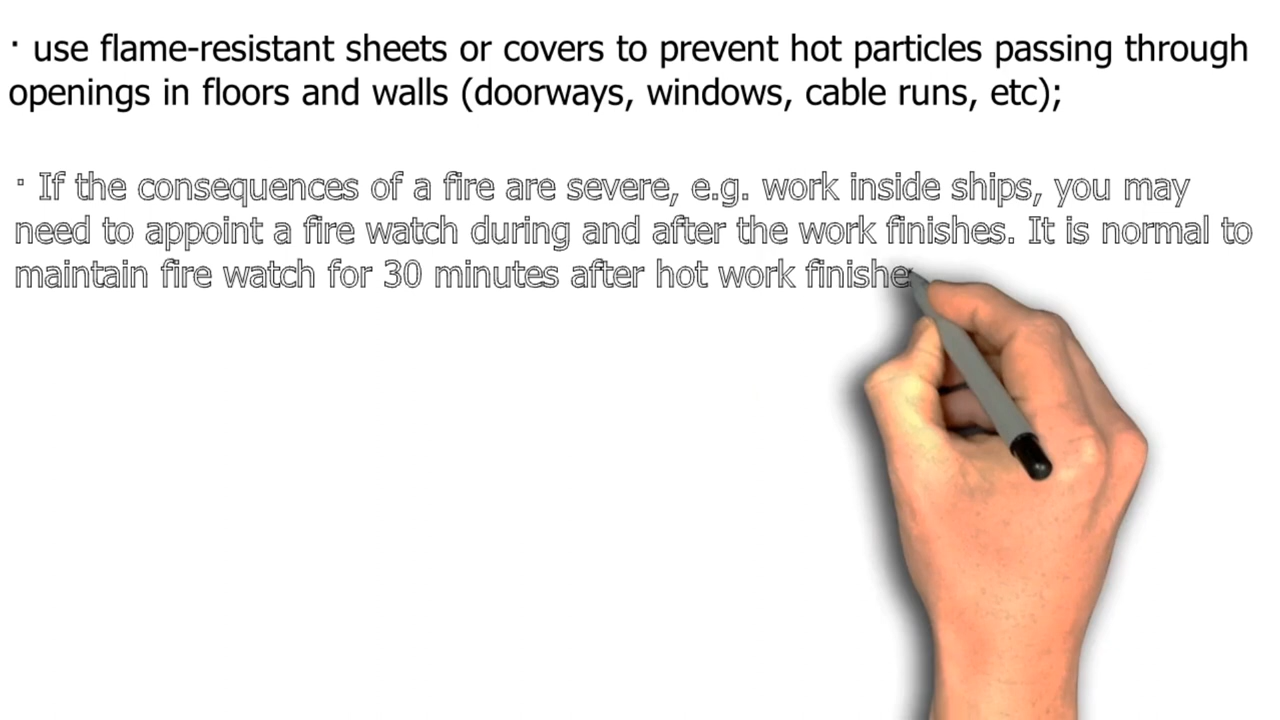 · use flame-resistant sheets or covers to prevent hot particles passing through
openings in floors and walls (doorways, windows, cable runs, etc);
· If the consequences of a fire are severe, e.g. work inside ships, you may
need to appoint a fire watch during and after the work finishes. It is normal to
maintain fire watch for 30 minutes after hot work finishe